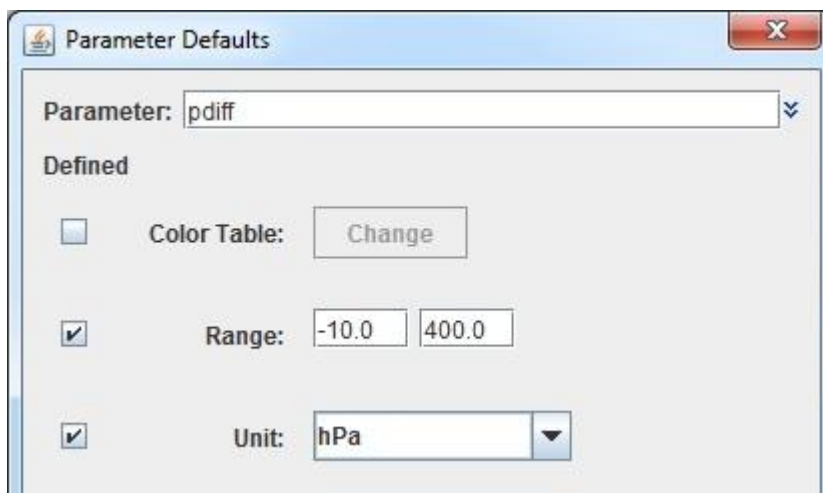 Parameter Defaults
Parameter: pdiff
Defined
Color Table: Change
Range: -10.0 400.0
Unit: hPa